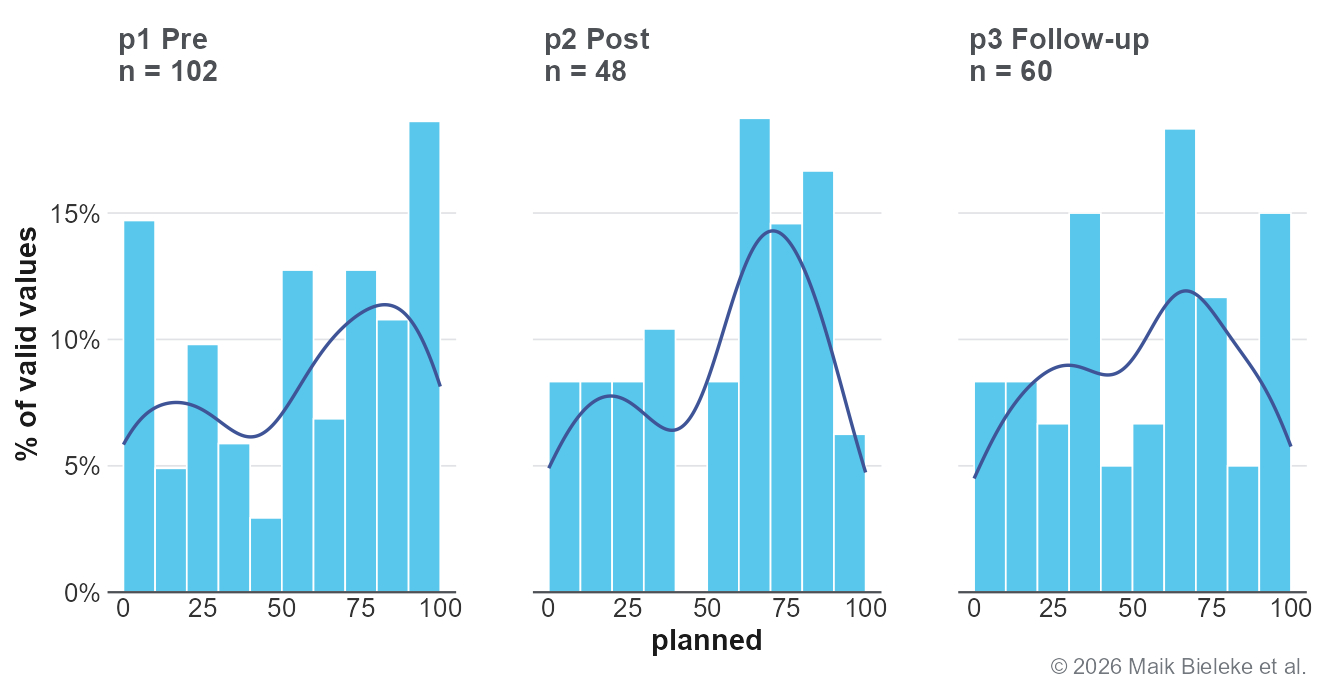 p1 Pre
n = 102
p2 Post
n = 48
p3 Follow-up
n = 60
% of valid values
15%
10%
5%
0%
0 25 50 75 100
0 25 50 75 100
0 25 50 75 100
planned
© 2026 Maik Bieleke et al.